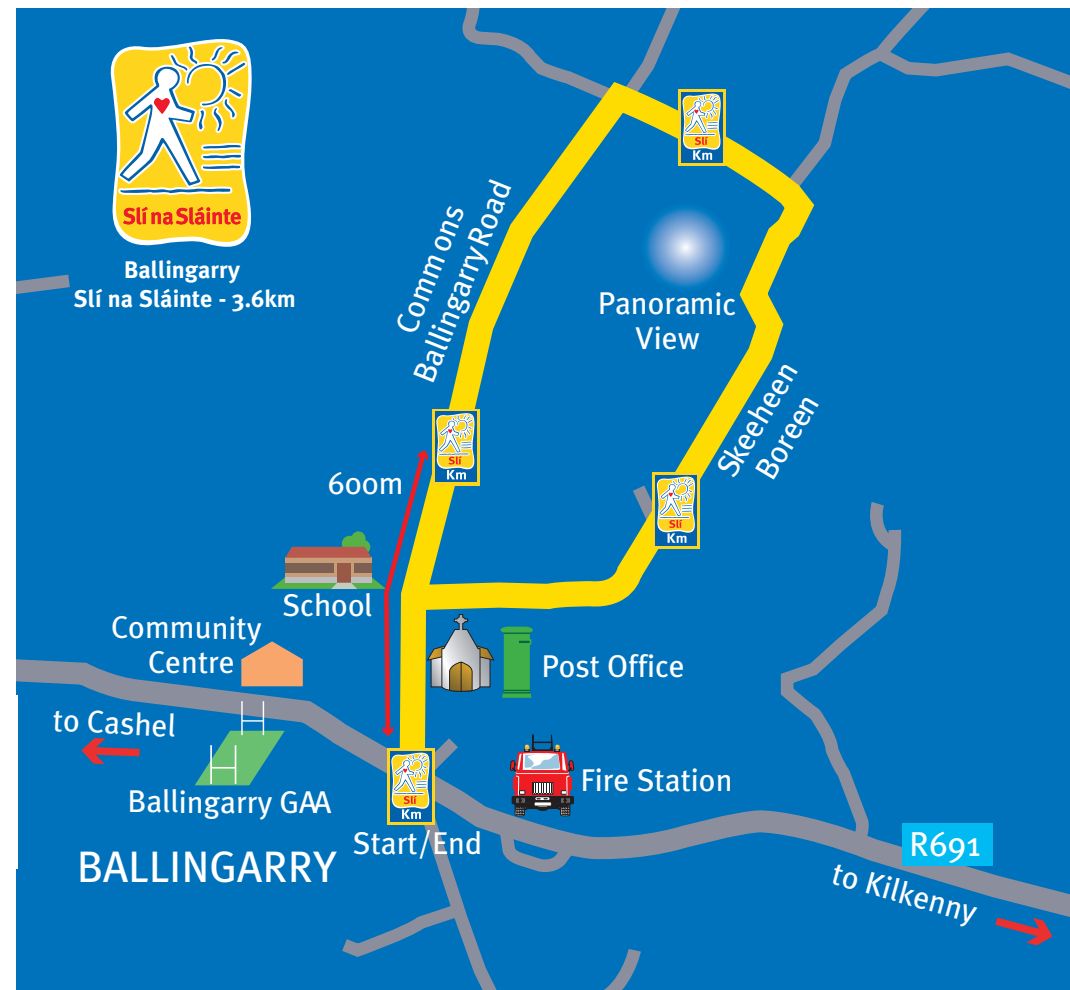 Slí na Sláinte
Ballingarry
Slí na Sláinte - 3.6km
Slí
Km
Commons
Ballingarry Road
Panoramic
View
Skeeheen
Boreen
Slí
Km
600m
Slí
Km
School
Community
Centre
Post Office
to Cashel
Ballingarry GAA
Slí
Km
Fire Station
Start/End
BALLINGARRY
R691
to Kilkenny